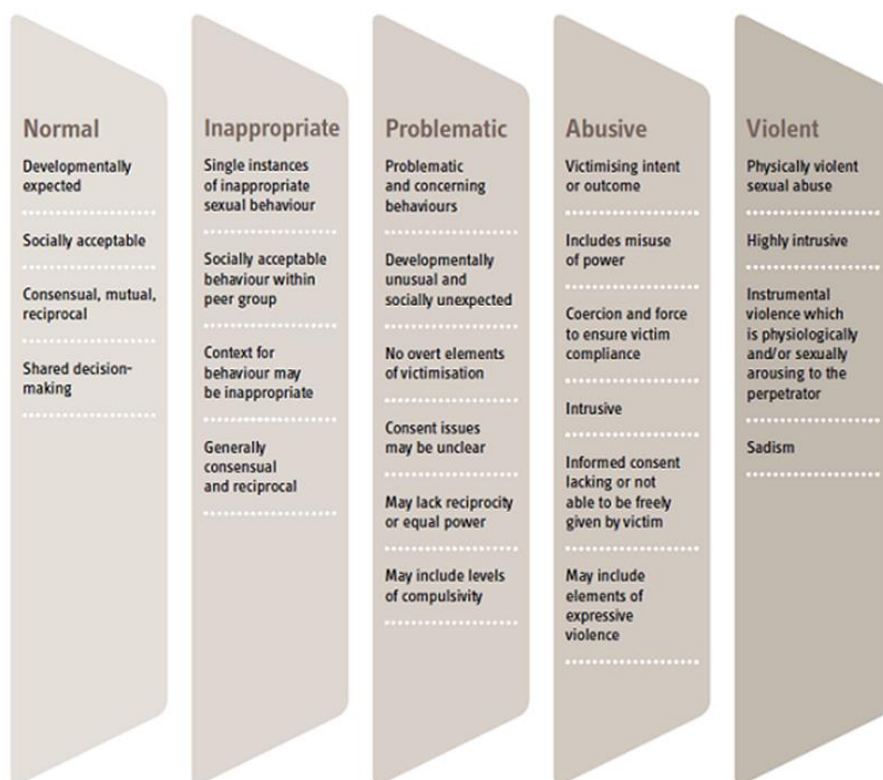 Normal
Developmentally
expected
Socially acceptable
Consensual, mutual,
reciprocal
Shared decision-
making
Inappropriate
Single instances
of inappropriate
sexual behaviour
Socially acceptable
behaviour within
peer group
Context for
behaviour may
be inappropriate
Generally
consensual
and reciprocal
Problematic
Problematic
and concerning
behaviours
Developmentally
unusual and
socially unexpected
No overt elements
of victimisation
Consent issues
may be unclear
May lack reciprocity
or equal power
May include levels
of compulsivity
Abusive
Victimising intent
or outcome
Includes misuse
of power
Coercion and force
to ensure victim
compliance
Intrusive
Informed consent
lacking or not
able to be freely
given by victim
May include
elements of
expressive
violence
Violent
Physically violent
sexual abuse
Highly intrusive
Instrumental
violence which
is physiologically
and/or sexually
arousing to the
perpetrator
Sadism